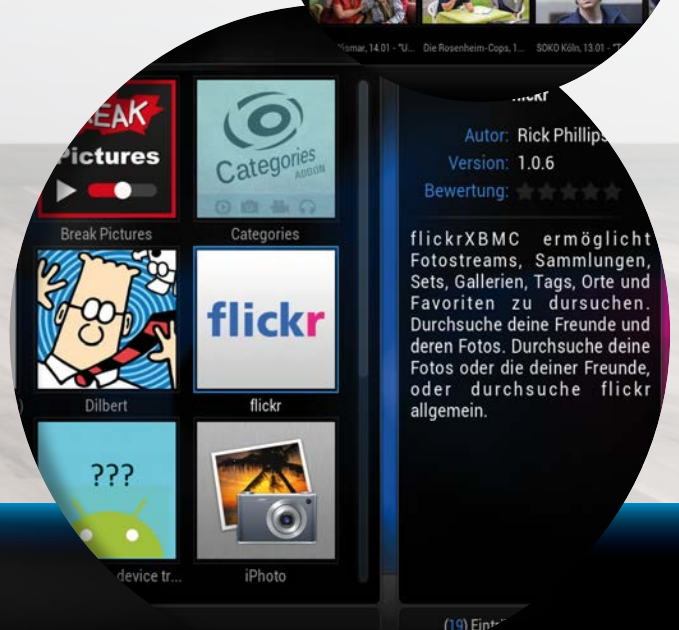 Die Rosenheim-Cops, 1...
SOKO Köln, 13.01 - "T
14.01 - "U...
EAK
Pictures
Categories
ADDON
Break Pictures
Categories
flickr
Dilbert
flickr
???
device tr...
iPhoto
flickr
Autor: Rick Phillips
Version: 1.0.6
Bewertung:
flickrXBMC ermöglicht
Fotostreams, Sammlungen,
Sets, Gallerien, Tags, Orte und
Favoriten zu dursuchen.
Durchsuche deine Freunde und
deren Fotos. Durchsuche deine
Fotos oder die deiner Freunde,
oder durchsuche flickr
allgemein.
(19)